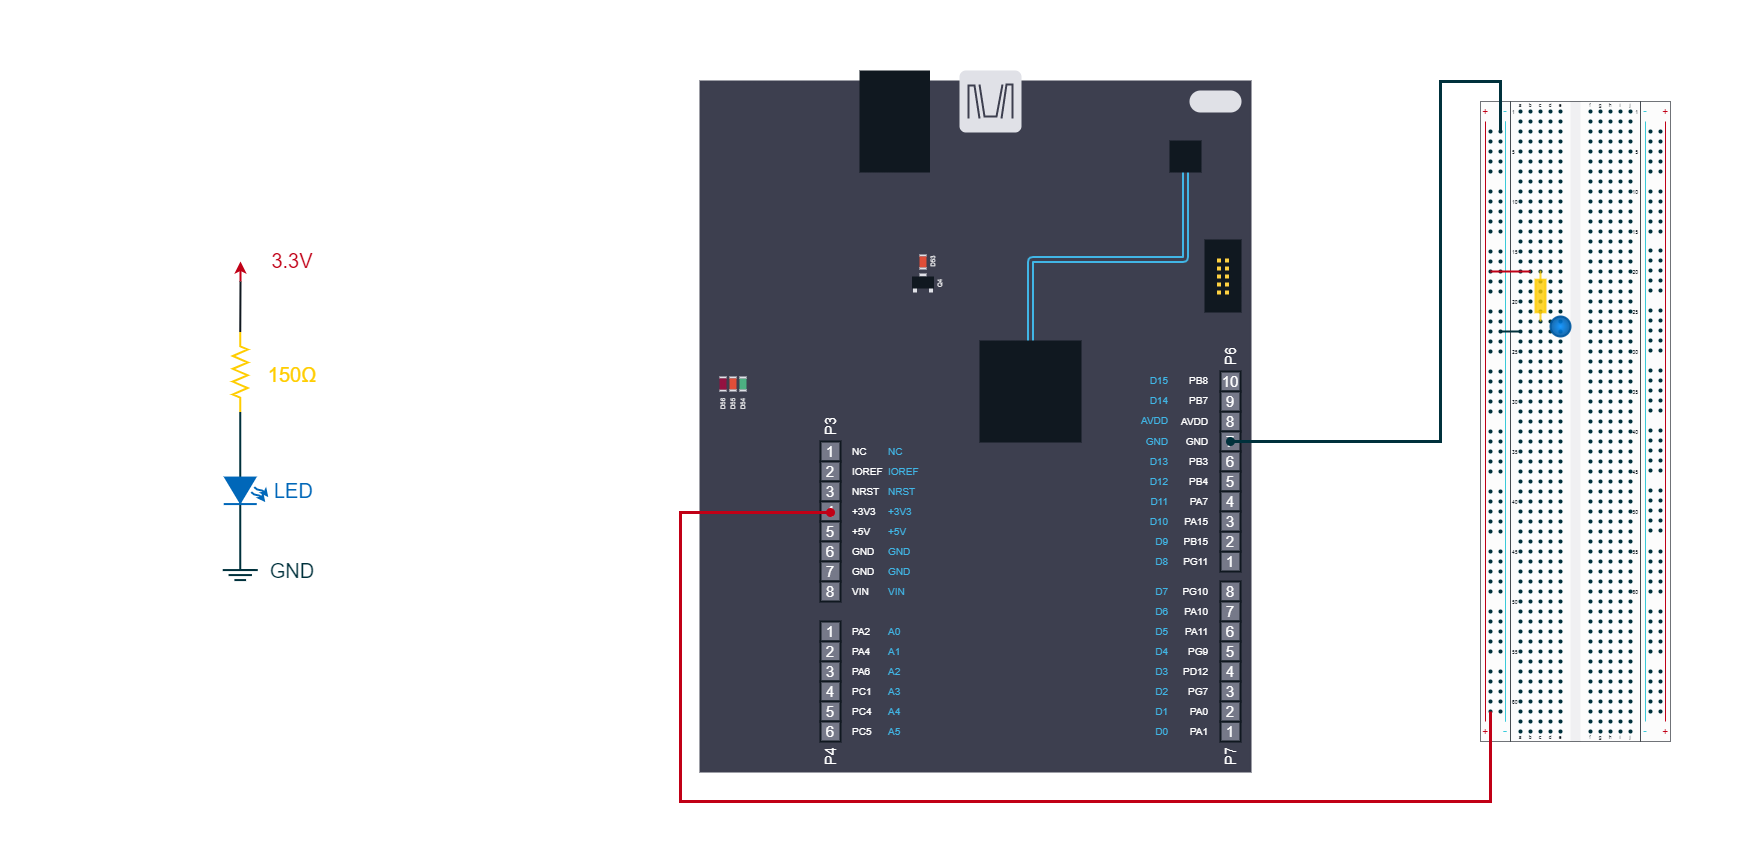 3.3V
150Ω
LED
GND
D53
Q4
D56
D55
D54
P3
1 NC NC
2 IOREF IOREF
3 NRST NRST
+3V3 +3V3
5 +5V +5V
6 GND GND
7 GND GND
8 VIN VIN
1 PA2 A0
2 PA4 A1
3 PA6 A2
4 PC1 A3
5 PC4 A4
6 PC5 A5
P4
P6
D15 PB8 10
D14 PB7 9
AVDD AVDD 8
GND GND
D13 PB3 6
D12 PB4 5
D11 PA7 4
D10 PA15 3
D9 PB15 2
D8 PG11 1
D7 PG10 8
D6 PA10 7
D5 PA11 6
D4 PG9 5
D3 PD12 4
D2 PG7 3
D1 PA0 2
D0 PA1 1
P7
+ -
- +
+ -
- +